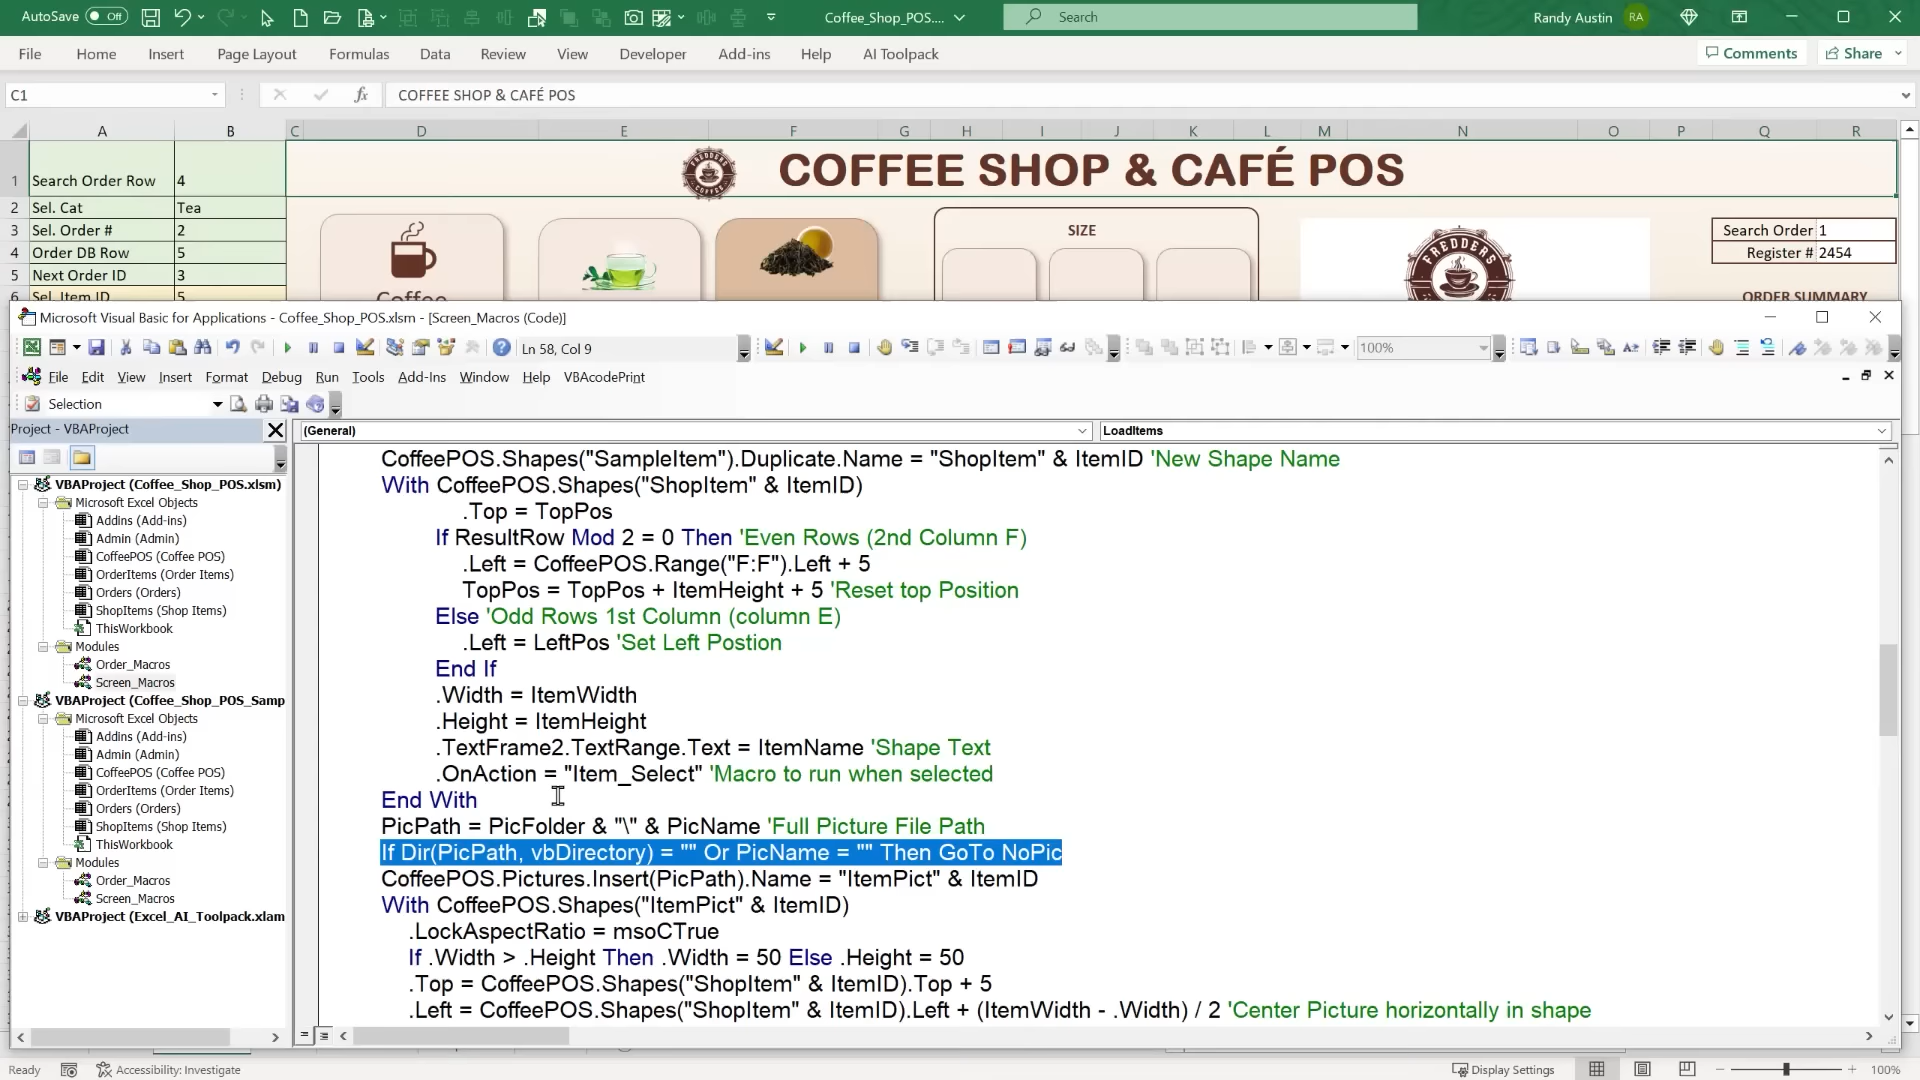 AutoSave Off Coffee_Shop_POS.... Search Randy Austin RA
File Home Insert Page Layout Formulas Data Review View Developer Add-ins Help AI Toolpack Comments Share
C1 fx COFFEE SHOP & CAFÉ POS
A B C D E F G H I J K L M N O P Q R
1 Search Order Row 4 COFFEE SHOP & CAFÉ POS
2 Sel. Cat Tea
3 Sel. Order # 2 SIZE Search Order 1
4 Order DB Row 5 FREDDERS Register # 2454
5 Next Order ID 3
6 Sel. Item ID 5 Coffee ORDER SUMMARY
Microsoft Visual Basic for Applications - Coffee_Shop_POS.xlsm - [Screen_Macros (Code)]
Ln 58, Col 9 100%
File Edit View Insert Format Debug Run Tools Add-Ins Window Help VBAcodePrint
Selection
Project - VBAProject
(General) LoadItems
VBAProject (Coffee_Shop_POS.xlsm)
Microsoft Excel Objects
Addins (Add-ins)
Admin (Admin)
CoffeePOS (Coffee POS)
OrderItems (Order Items)
Orders (Orders)
ShopItems (Shop Items)
ThisWorkbook
Modules
Order_Macros
Screen_Macros
VBAProject (Coffee_Shop_POS_Samp
Microsoft Excel Objects
Addins (Add-ins)
Admin (Admin)
CoffeePOS (Coffee POS)
OrderItems (Order Items)
Orders (Orders)
ShopItems (Shop Items)
ThisWorkbook
Modules
Order_Macros
Screen_Macros
VBAProject (Excel_AI_Toolpack.xlam
CoffeePOS.Shapes("SampleItem").Duplicate.Name = "ShopItem" & ItemID 'New Shape Name
With CoffeePOS.Shapes("ShopItem" & ItemID)
.Top = TopPos
If ResultRow Mod 2 = 0 Then 'Even Rows (2nd Column F)
.Left = CoffeePOS.Range("F:F").Left + 5
TopPos = TopPos + ItemHeight + 5 'Reset top Position
Else 'Odd Rows 1st Column (column E)
.Left = LeftPos 'Set Left Postion
End If
.Width = ItemWidth
.Height = ItemHeight
.TextFrame2.TextRange.Text = ItemName 'Shape Text
.OnAction = "Item_Select" 'Macro to run when selected
End With
PicPath = PicFolder & "\" & PicName 'Full Picture File Path
If Dir(PicPath, vbDirectory) = "" Or PicName = "" Then GoTo NoPic
CoffeePOS.Pictures.Insert(PicPath).Name = "ItemPict" & ItemID
With CoffeePOS.Shapes("ItemPict" & ItemID)
.LockAspectRatio = msoCTrue
If .Width > .Height Then .Width = 50 Else .Height = 50
.Top = CoffeePOS.Shapes("ShopItem" & ItemID).Top + 5
.Left = CoffeePOS.Shapes("ShopItem" & ItemID).Left + (ItemWidth - .Width) / 2 'Center Picture horizontally in shape
Ready Accessibility: Investigate Display Settings 100%